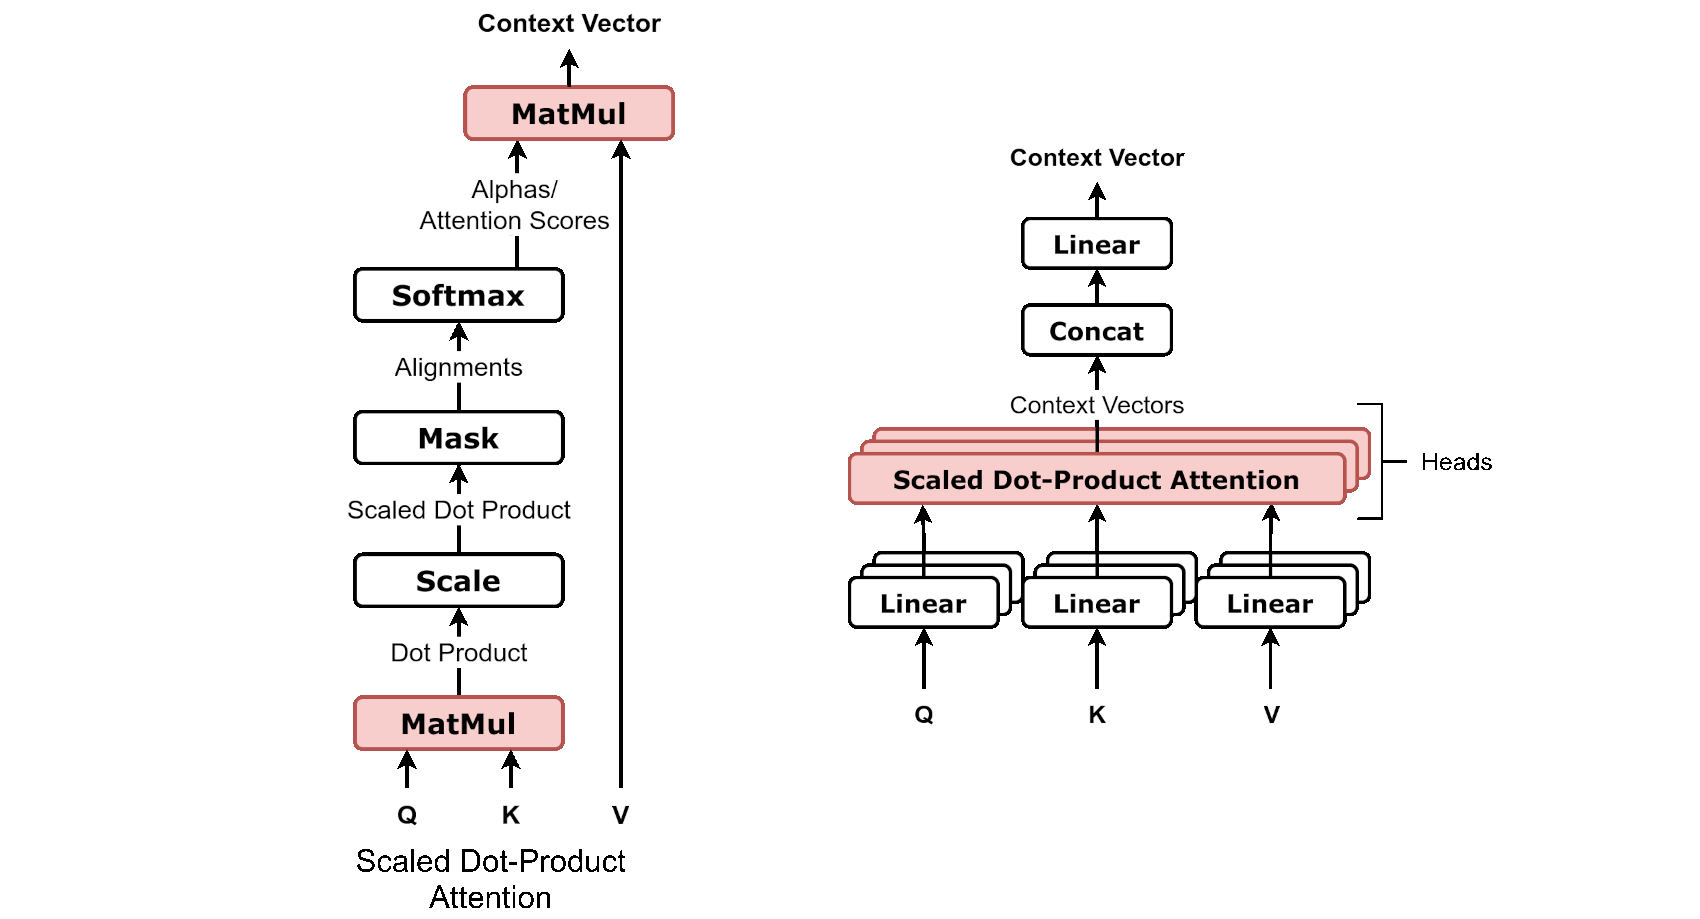 Context Vector
MatMul
Alphas/
Attention Scores
Softmax
Alignments
Mask
Scaled Dot Product
Scale
Dot Product
MatMul
Q K V
Scaled Dot-Product
Attention
Context Vector
Linear
Concat
Context Vectors
Scaled Dot-Product Attention
Heads
Linear Linear Linear
Q K V